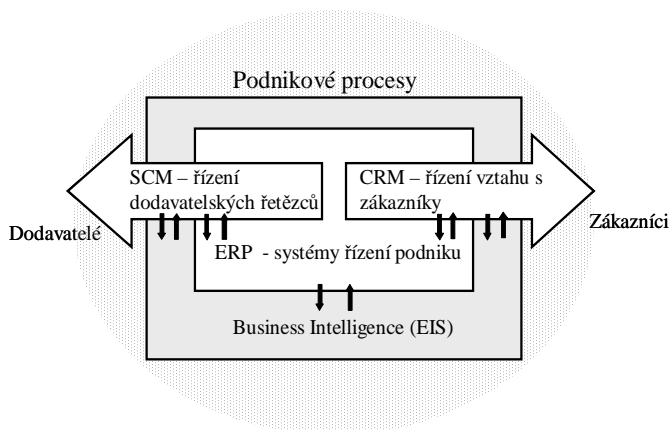 Podnikové procesy
SCM – řízení
dodavatelských řetězců
CRM – řízení vztahu s
zákazníky
Dodavatelé
Zákazníci
ERP - systémy řízení podniku
Business Intelligence (EIS)